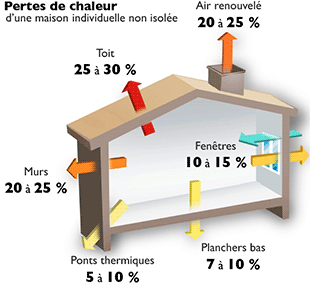 Pertes de chaleur
d'une maison individuelle non isolée
Air renouvelé
20 à 25 %
Toit
25 à 30 %
Fenêtres
10 à 15 %
Murs
20 à 25 %
Ponts thermiques
5 à 10 %
Planchers bas
7 à 10 %